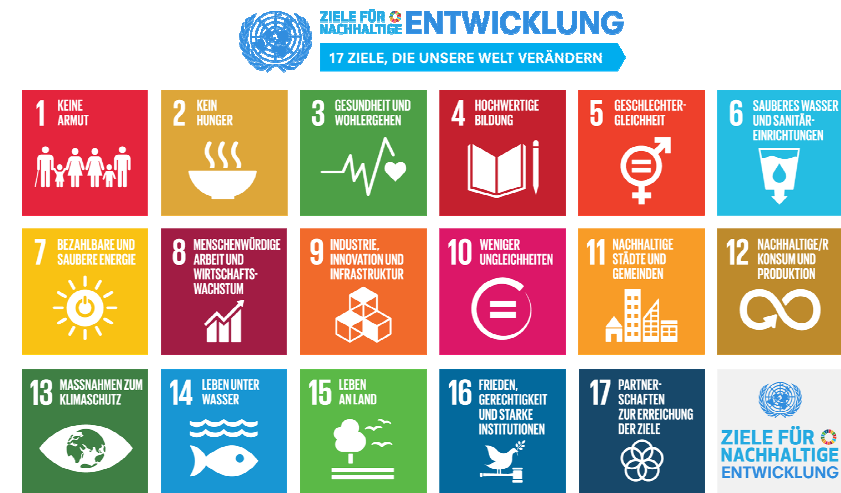 ZIELE FÜR
NACHHALTIGE
ENTWICKLUNG
17 ZIELE, DIE UNSERE WELT VERÄNDERN
1 KEINE
ARMUT
2 KEIN
HUNGER
3 GESUNDHEIT UND
WOHLERGEHEN
4 HOCHWERTIGE
BILDUNG
5 GESCHLECHTER-
GLEICHHEIT
6 SAUBERES WASSER
UND SANITÄR-
EINRICHTUNGEN
7 BEZAHLBARE UND
SAUBERE ENERGIE
8 MENSCHENWÜRDIGE
ARBEIT UND
WIRTSCHAFTS-
WACHSTUM
9 INDUSTRIE,
INNOVATION UND
INFRASTRUKTUR
10 WENIGER
UNGLEICHHEITEN
11 NACHHALTIGE
STÄDTE UND
GEMEINDEN
12 NACHHALTIGE/R
KONSUM UND
PRODUKTION
13 MASSNAHMEN ZUM
KLIMASCHUTZ
14 LEBEN UNTER
WASSER
15 LEBEN
AN LAND
16 FRIEDEN,
GERECHTIGKEIT
UND STARKE
INSTITUTIONEN
17 PARTNER-
SCHAFTEN
ZUR ERREICHUNG
DER ZIELE
ZIELE FÜR
NACHHALTIGE
ENTWICKLUNG